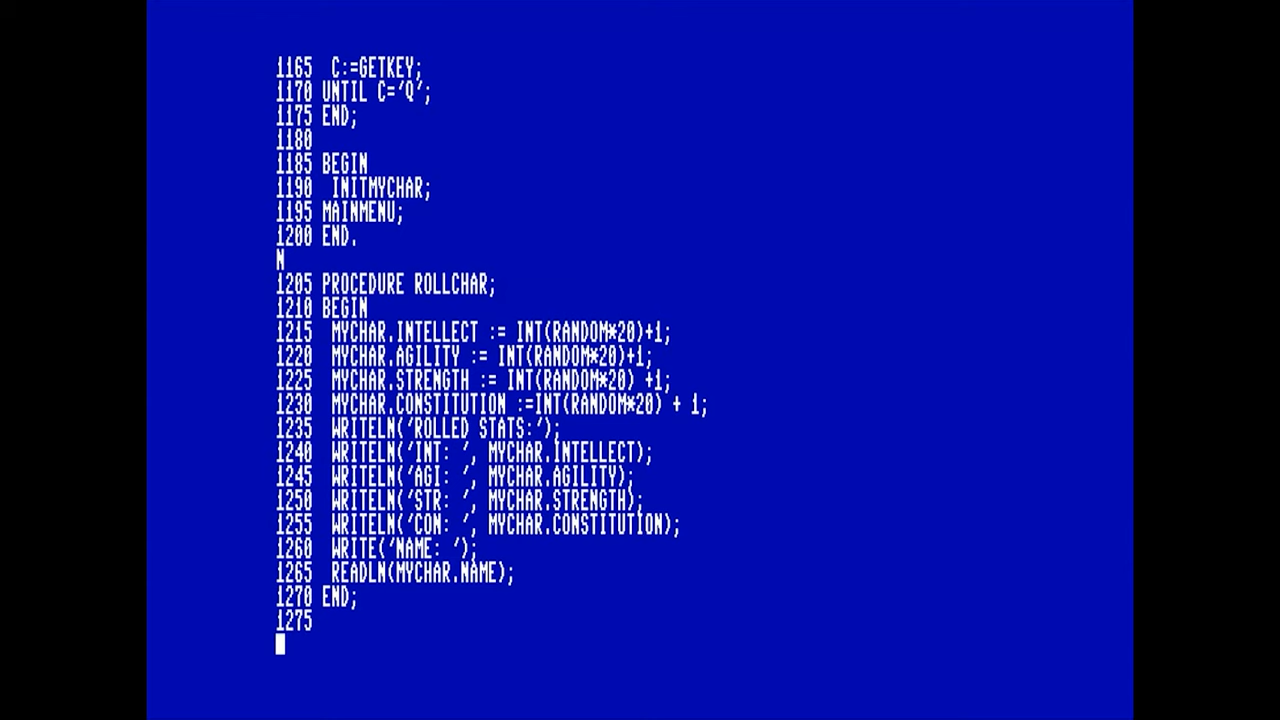 1165  C:=GETKEY;
1170 UNTIL C='Q';
1175 END;
1180
1185 BEGIN
1190  INITMYCHAR;
1195 MAINMENU;
1200 END.
N
1205 PROCEDURE ROLLCHAR;
1210 BEGIN
1215  MYCHAR.INTELLECT := INT(RANDOM*20)+1;
1220  MYCHAR.AGILITY := INT(RANDOM*20)+1;
1225  MYCHAR.STRENGTH := INT(RANDOM*20) +1;
1230  MYCHAR.CONSTITUTION :=INT(RANDOM*20) + 1;
1235  WRITELN('ROLLED STATS:');
1240  WRITELN('INT: ', MYCHAR.INTELLECT);
1245  WRITELN('AGI: ', MYCHAR.AGILITY);
1250  WRITELN('STR: ', MYCHAR.STRENGTH);
1255  WRITELN('CON: ', MYCHAR.CONSTITUTION);
1260  WRITE('NAME: ');
1265  READLN(MYCHAR.NAME);
1270 END;
1275